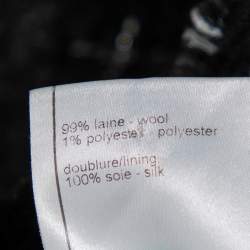 99% laine - wool
1% polyester - polyester
doublure/lining
100% soie - silk